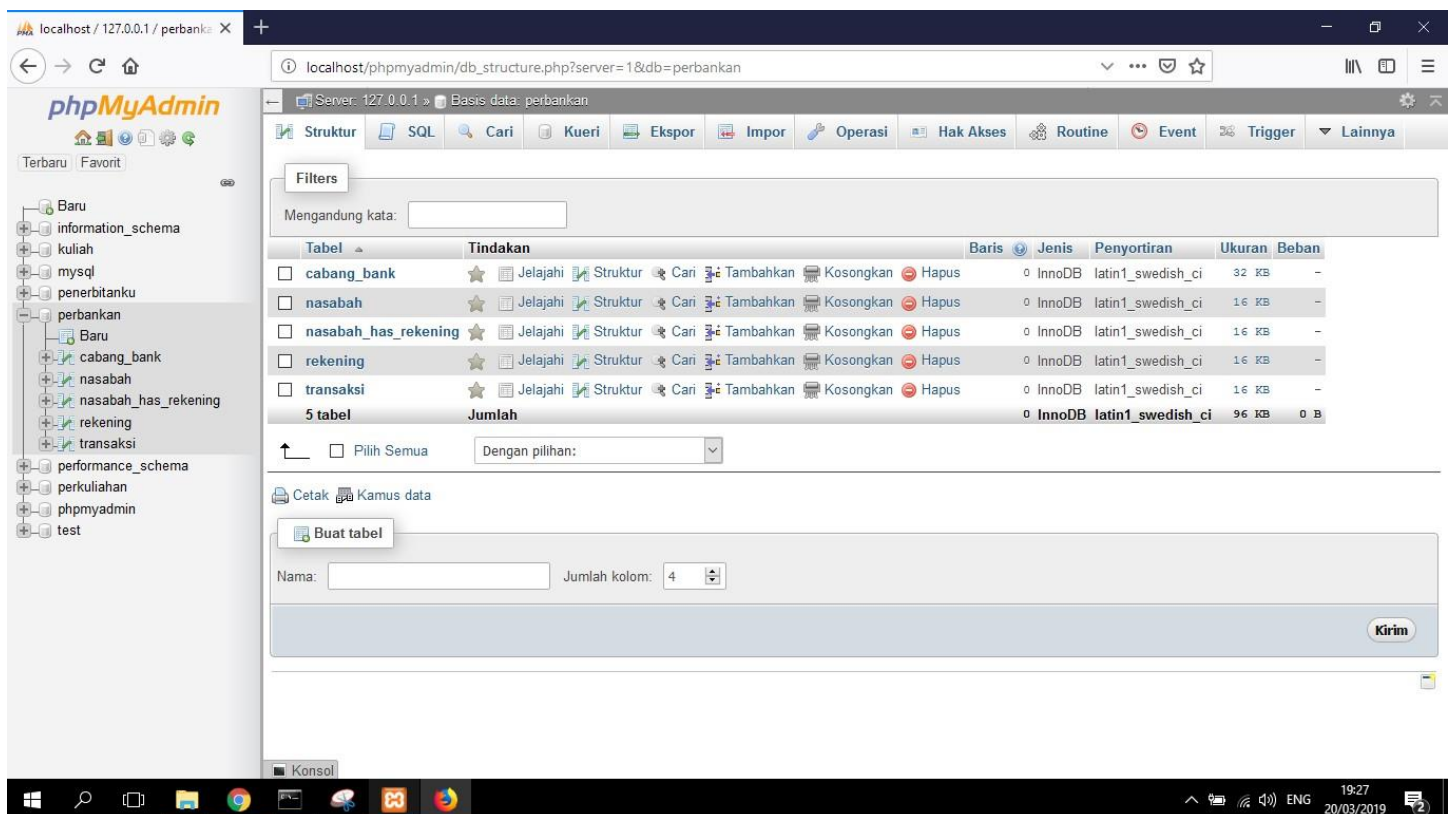 localhost / 127.0.0.1 / perbanka
localhost/phpmyadmin/db_structure.php?server=1&db=perbankan
phpMyAdmin
Terbaru Favorit
Baru
information_schema
kuliah
mysql
penerbitanku
perbankan
Baru
cabang_bank
nasabah
nasabah_has_rekening
rekening
transaksi
performance_schema
perkuliahan
phpmyadmin
test
Server: 127.0.0.1 » Basis data: perbankan
Struktur SQL Cari Kueri Ekspor Impor Operasi Hak Akses Routine Event Trigger Lainnya
Filters
Mengandung kata:
Tabel Tindakan Baris Jenis Penyortiran Ukuran Beban
cabang_bank Jelajahi Struktur Cari Tambahkan Kosongkan Hapus 0 InnoDB latin1_swedish_ci 32 KB -
nasabah Jelajahi Struktur Cari Tambahkan Kosongkan Hapus 0 InnoDB latin1_swedish_ci 16 KB -
nasabah_has_rekening Jelajahi Struktur Cari Tambahkan Kosongkan Hapus 0 InnoDB latin1_swedish_ci 16 KB -
rekening Jelajahi Struktur Cari Tambahkan Kosongkan Hapus 0 InnoDB latin1_swedish_ci 16 KB -
transaksi Jelajahi Struktur Cari Tambahkan Kosongkan Hapus 0 InnoDB latin1_swedish_ci 16 KB -
5 tabel Jumlah 0 InnoDB latin1_swedish_ci 96 KB 0 B
Pilih Semua Dengan pilihan:
Cetak Kamus data
Buat tabel
Nama: Jumlah kolom: 4
Kirim
Konsol
ENG 19:27
20/03/2019 2